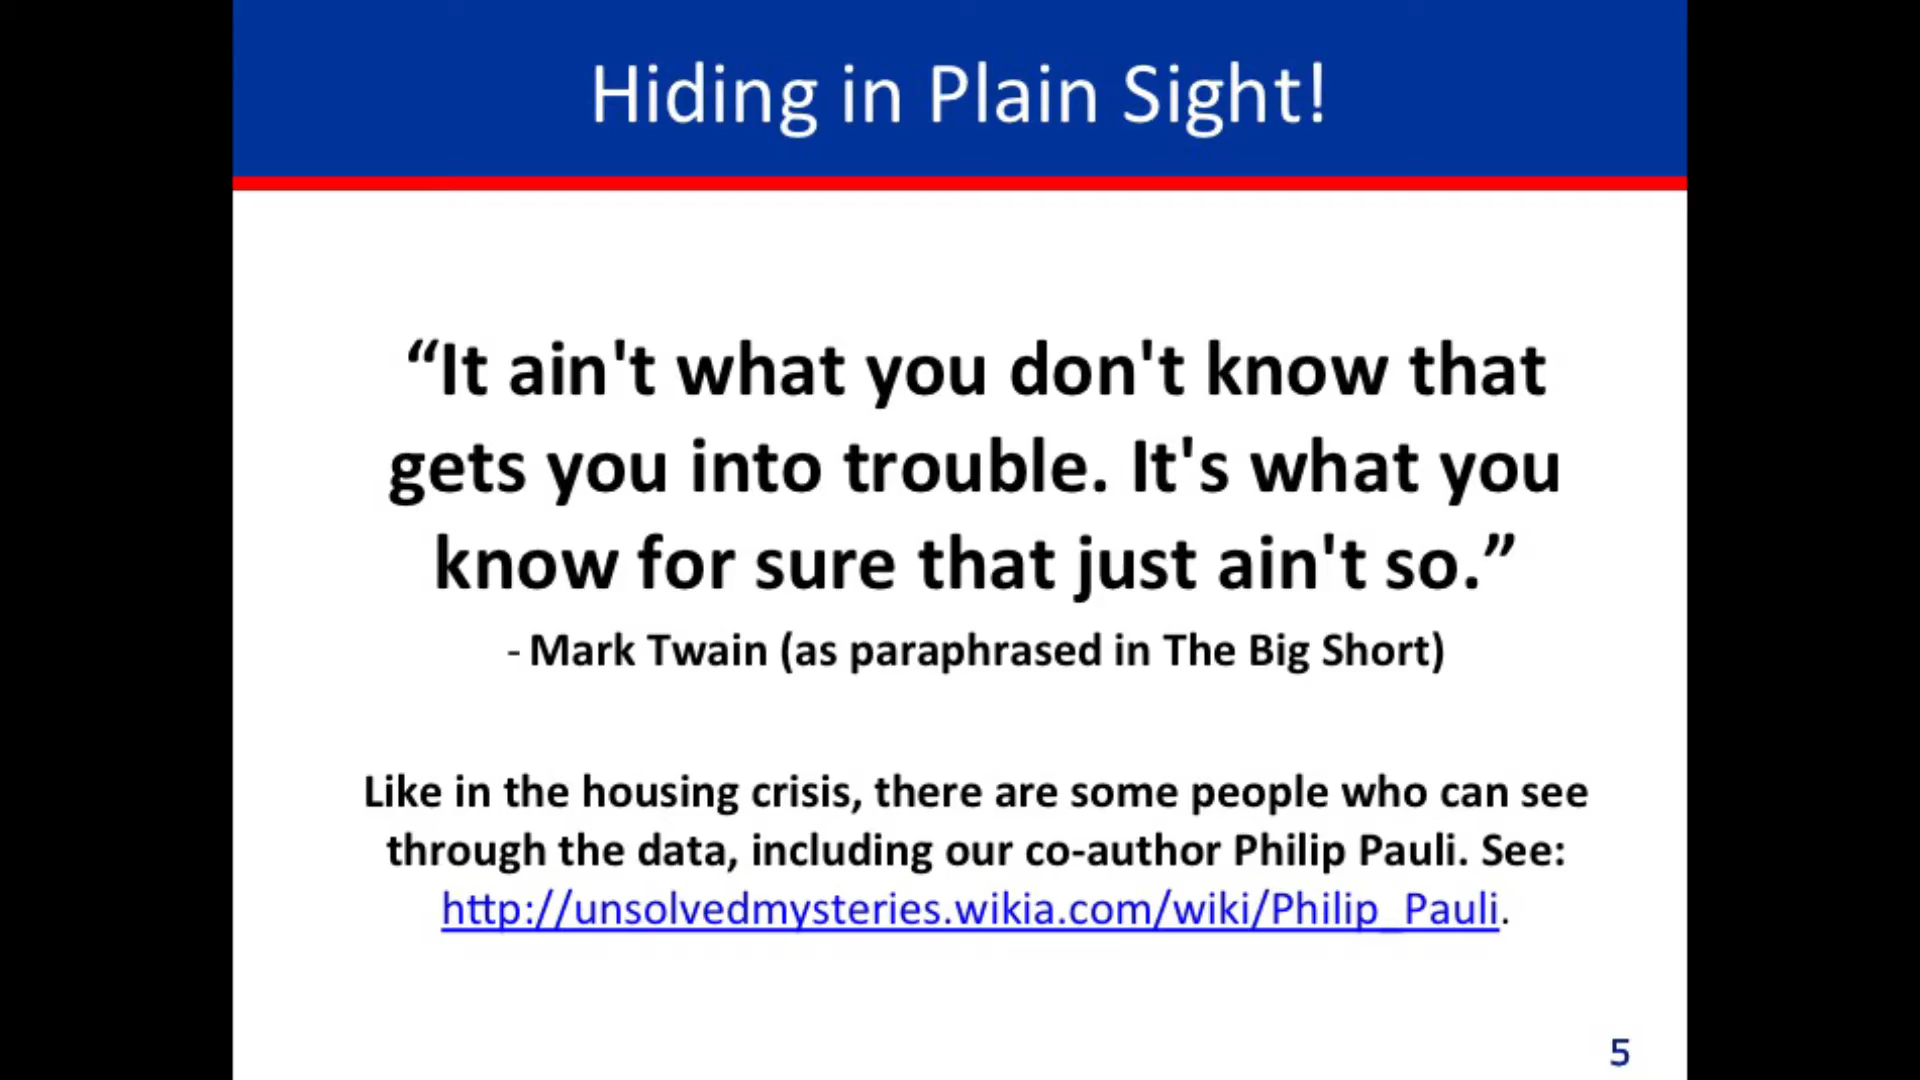 Hiding in Plain Sight!
“It ain't what you don't know that
gets you into trouble. It's what you
know for sure that just ain't so.”
- Mark Twain (as paraphrased in The Big Short)
Like in the housing crisis, there are some people who can see
through the data, including our co-author Philip Pauli. See:
http://unsolvedmysteries.wikia.com/wiki/Philip_Pauli.
5